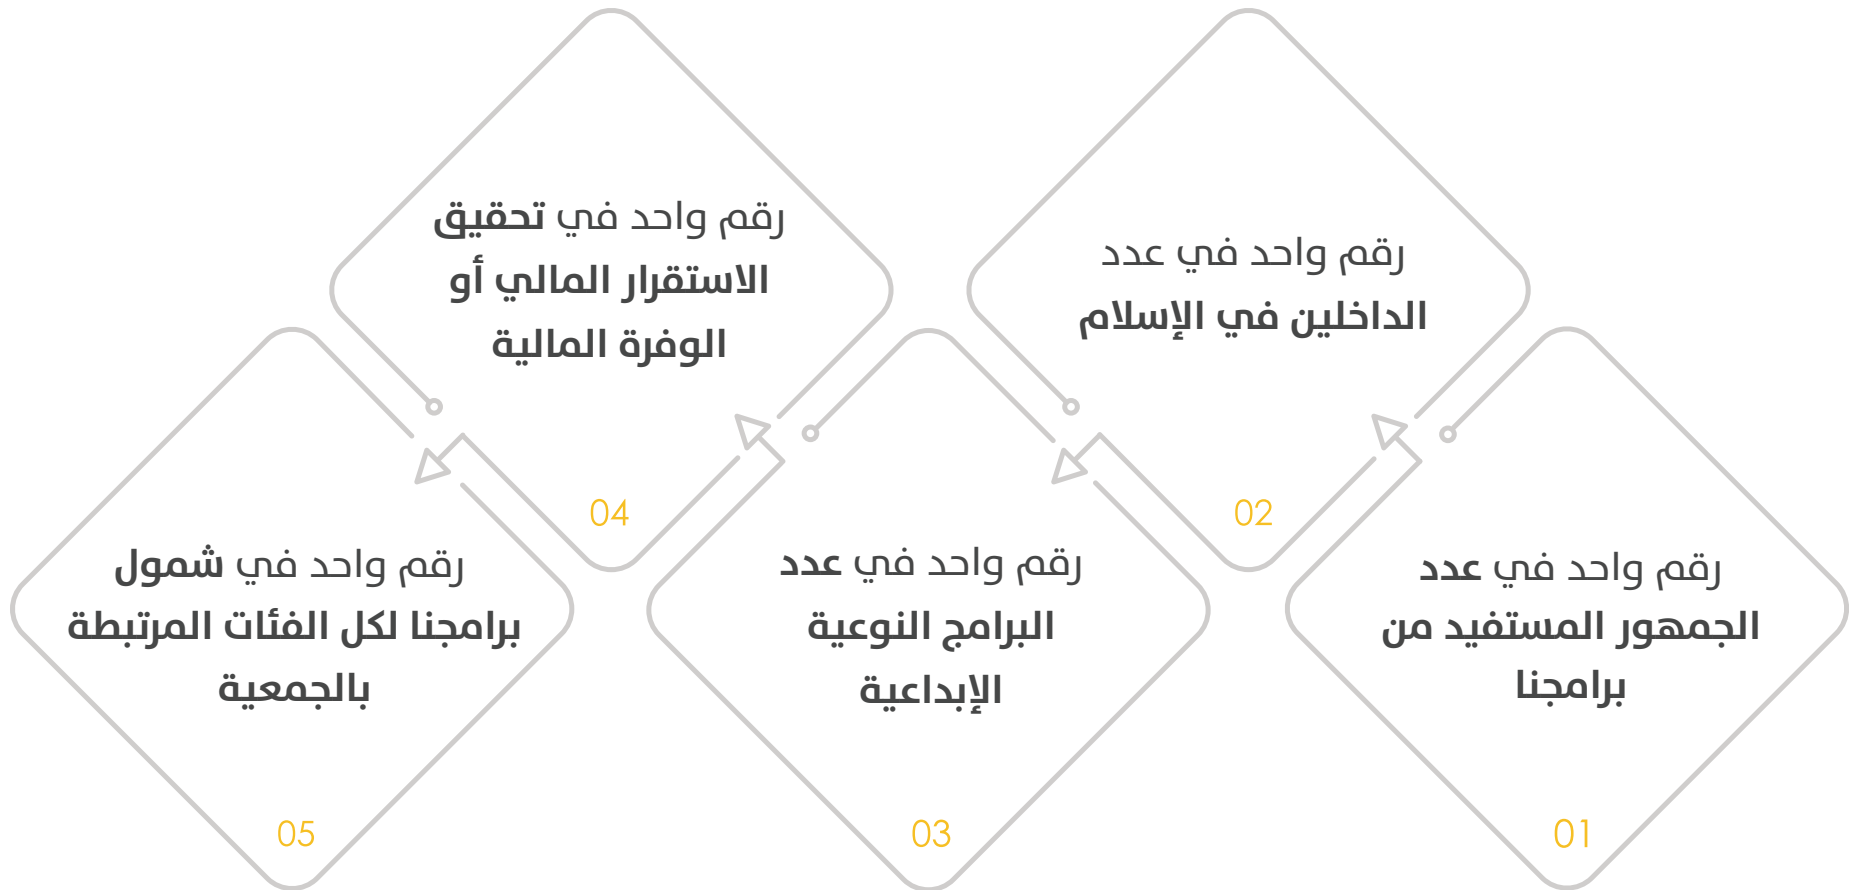 رقم واحد في عدد
الجمهور المستفيد من
برامجنا
01
رقم واحد في عدد
الداخلين في الإسلام
02
رقم واحد في عدد
البرامج النوعية
الإبداعية
03
رقم واحد في تحقيق
الاستقرار المالي أو
الوفرة المالية
04
رقم واحد في شمول
برامجنا لكل الفئات المرتبطة
بالجمعية
05